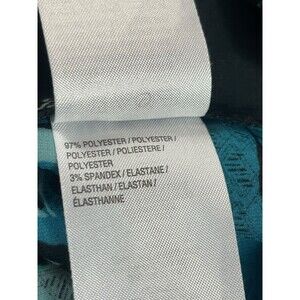 97% POLYESTER / POLYESTER /
POLYESTER / POLIESTERE /
POLYESTER
3% SPANDEX / ELASTANE /
ELASTHAN / ELASTAN /
ÉLASTHANNE